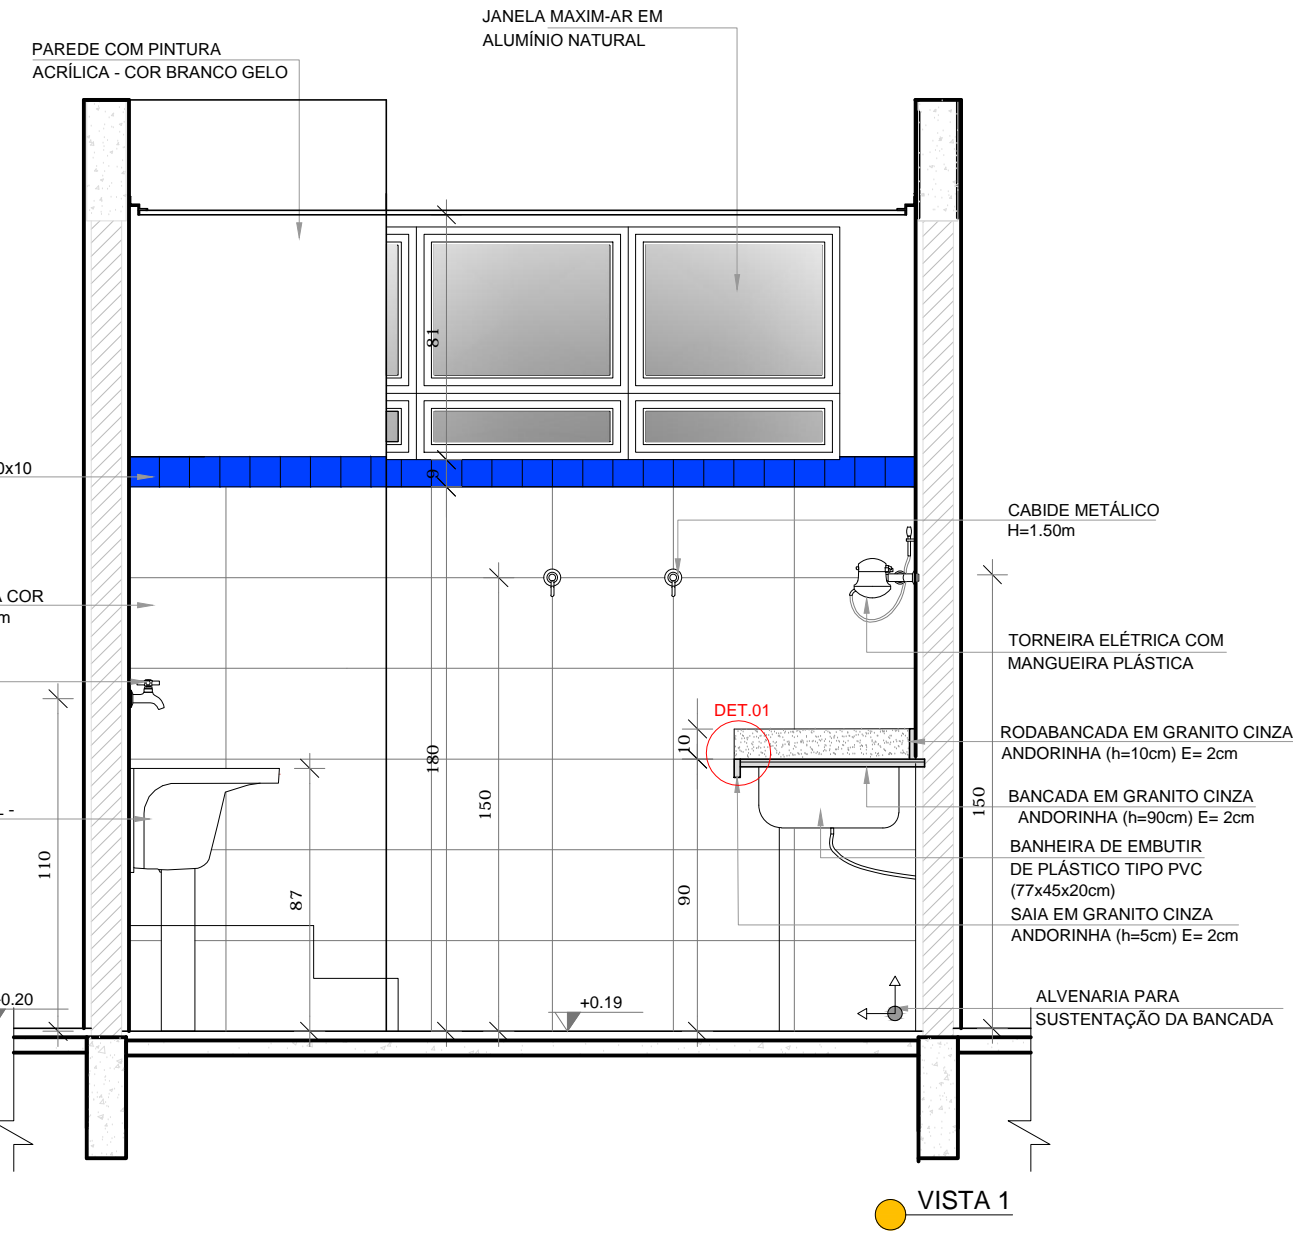 JANELA MAXIM-AR EM
ALUMÍNIO NATURAL
PAREDE COM PINTURA
ACRÍLICA - COR BRANCO GELO
81
0x10
9
CABIDE METÁLICO
H=1.50m
COR
m
TORNEIRA ELÉTRICA COM
MANGUEIRA PLÁSTICA
DET.01
RODABANCADA EM GRANITO CINZA
ANDORINHA (h=10cm) E= 2cm
10
180
150
150
BANCADA EM GRANITO CINZA
ANDORINHA (h=90cm) E= 2cm
L -
BANHEIRA DE EMBUTIR
DE PLÁSTICO TIPO PVC
(77x45x20cm)
110
87
90
SAIA EM GRANITO CINZA
ANDORINHA (h=5cm) E= 2cm
0.20
+0.19
ALVENARIA PARA
SUSTENTAÇÃO DA BANCADA
VISTA 1